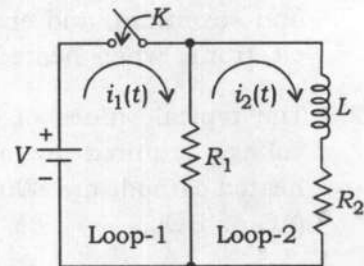 K
i₁(t)
i₂(t)
L
+
V
−
R₁
R₂
Loop-1
Loop-2